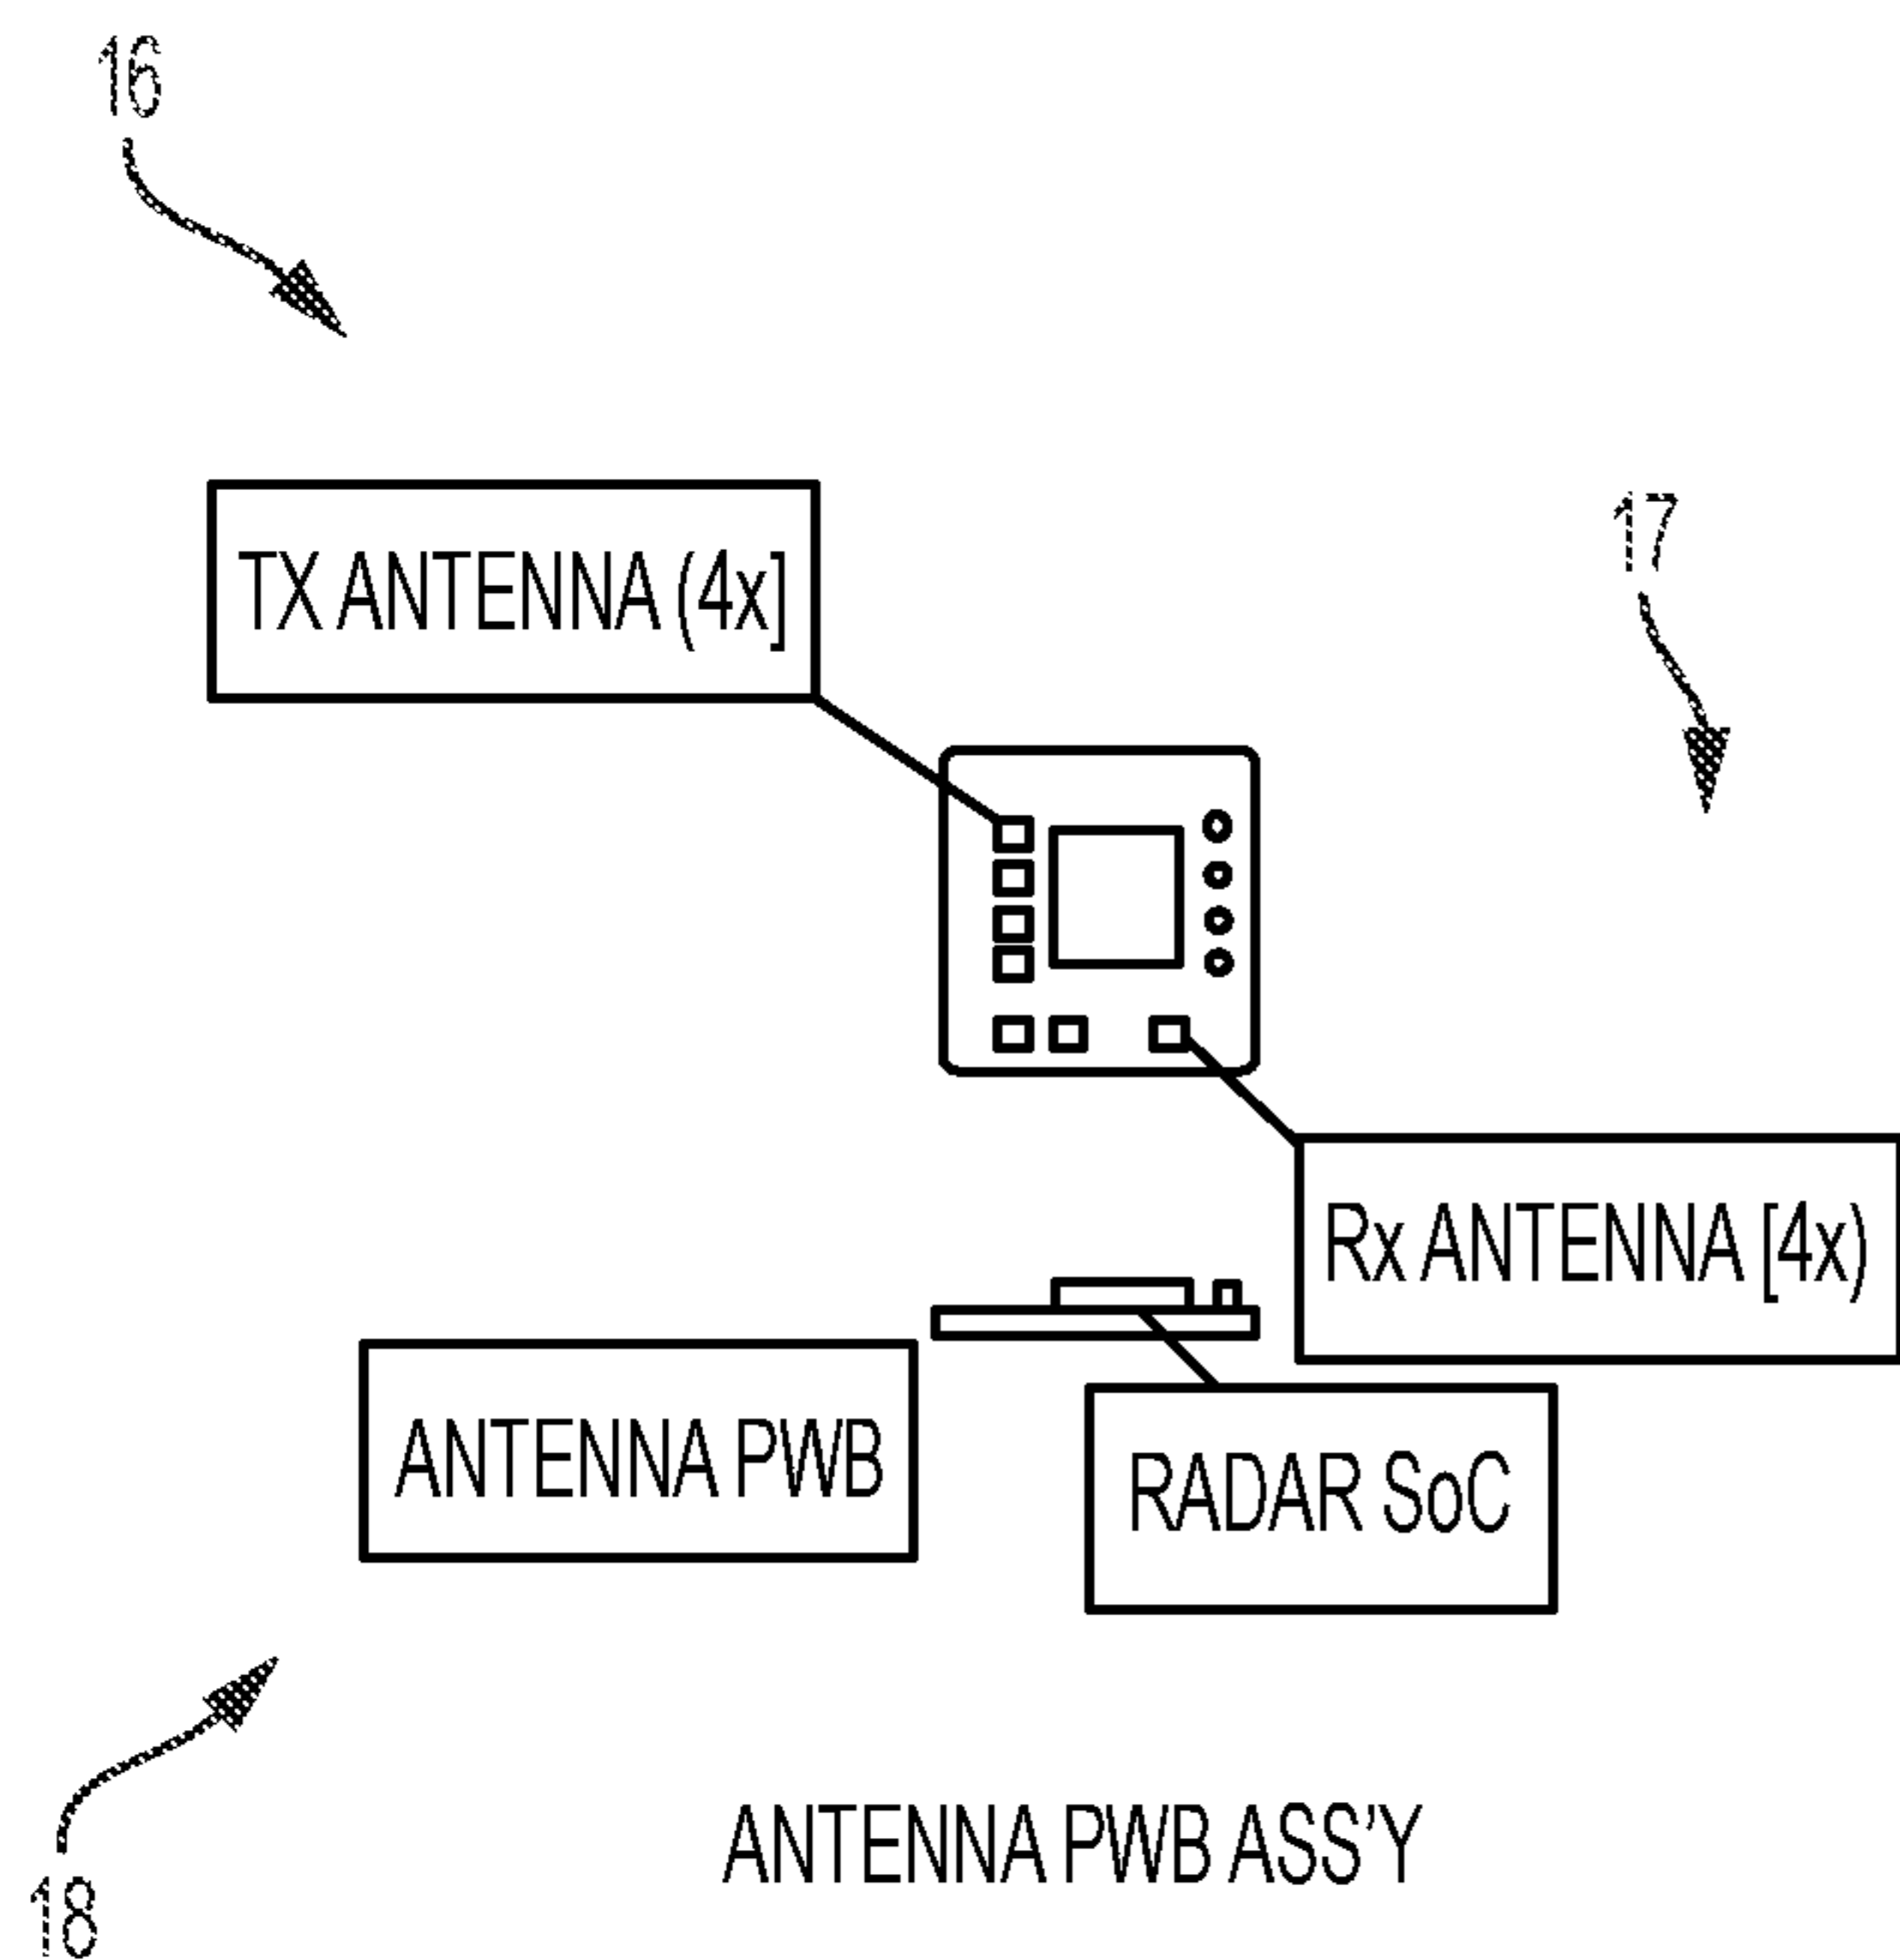 16
17
TX ANTENNA (4x]
Rx ANTENNA [4x)
ANTENNA PWB
RADAR SoC
ANTENNA PWB ASS'Y
18